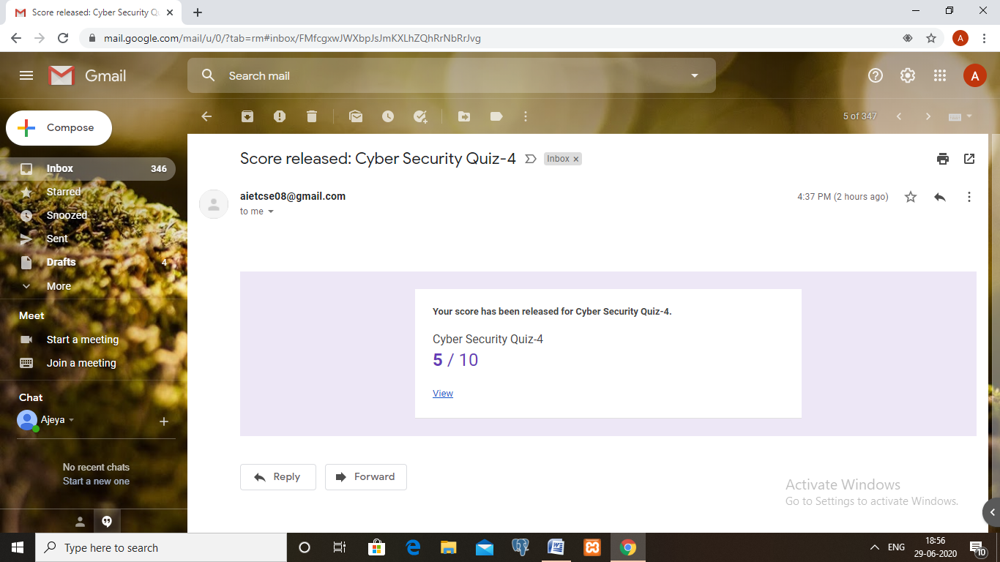 Score released: Cyber Security Qu
mail.google.com/mail/u/0/?tab=rm#inbox/FMfcgxwJWXbpJsJmKXLhZQhRrNbRrJvg
A
Gmail
Search mail
A
Compose
5 of 347
Inbox 346
Starred
Snoozed
Sent
Drafts 4
More
Meet
Start a meeting
Join a meeting
Chat
Ajeya
No recent chats
Start a new one
Score released: Cyber Security Quiz-4 Inbox x
aietcse08@gmail.com 4:37 PM (2 hours ago)
to me
Your score has been released for Cyber Security Quiz-4.
Cyber Security Quiz-4
5 / 10
View
Reply Forward
Activate Windows
Go to Settings to activate Windows.
Type here to search
ENG
18:56
29-06-2020
10